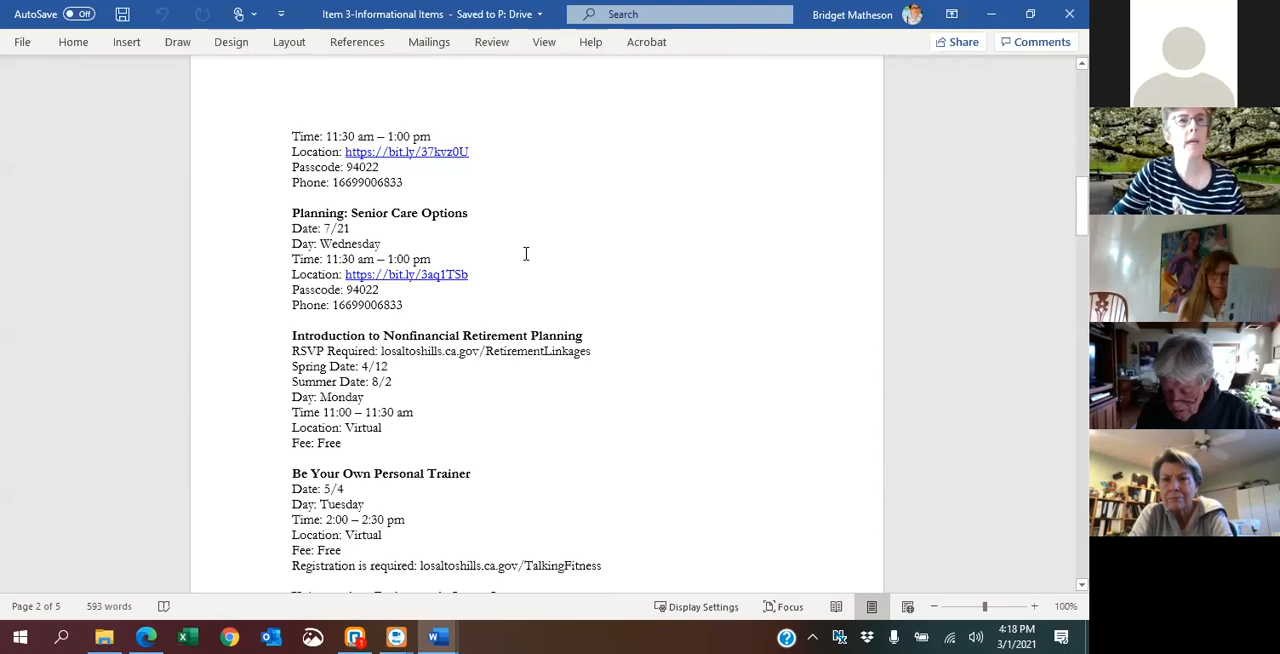 AutoSave Off Item 3-Informational Items - Saved to P: Drive Search Bridget Matheson
File Home Insert Draw Design Layout References Mailings Review View Help Acrobat Share Comments
Time: 11:30 am – 1:00 pm
Location: https://bit.ly/37kvz0U
Passcode: 94022
Phone: 16699006833
Planning: Senior Care Options
Date: 7/21
Day: Wednesday
Time: 11:30 am – 1:00 pm
Location: https://bit.ly/3aq1TSb
Passcode: 94022
Phone: 16699006833
Introduction to Nonfinancial Retirement Planning
RSVP Required: losaltoshills.ca.gov/RetirementLinkages
Spring Date: 4/12
Summer Date: 8/2
Day: Monday
Time 11:00 – 11:30 am
Location: Virtual
Fee: Free
Be Your Own Personal Trainer
Date: 5/4
Day: Tuesday
Time: 2:00 – 2:30 pm
Location: Virtual
Fee: Free
Registration is required: losaltoshills.ca.gov/TalkingFitness
Page 2 of 5 593 words Display Settings Focus 100%
4:18 PM
3/1/2021